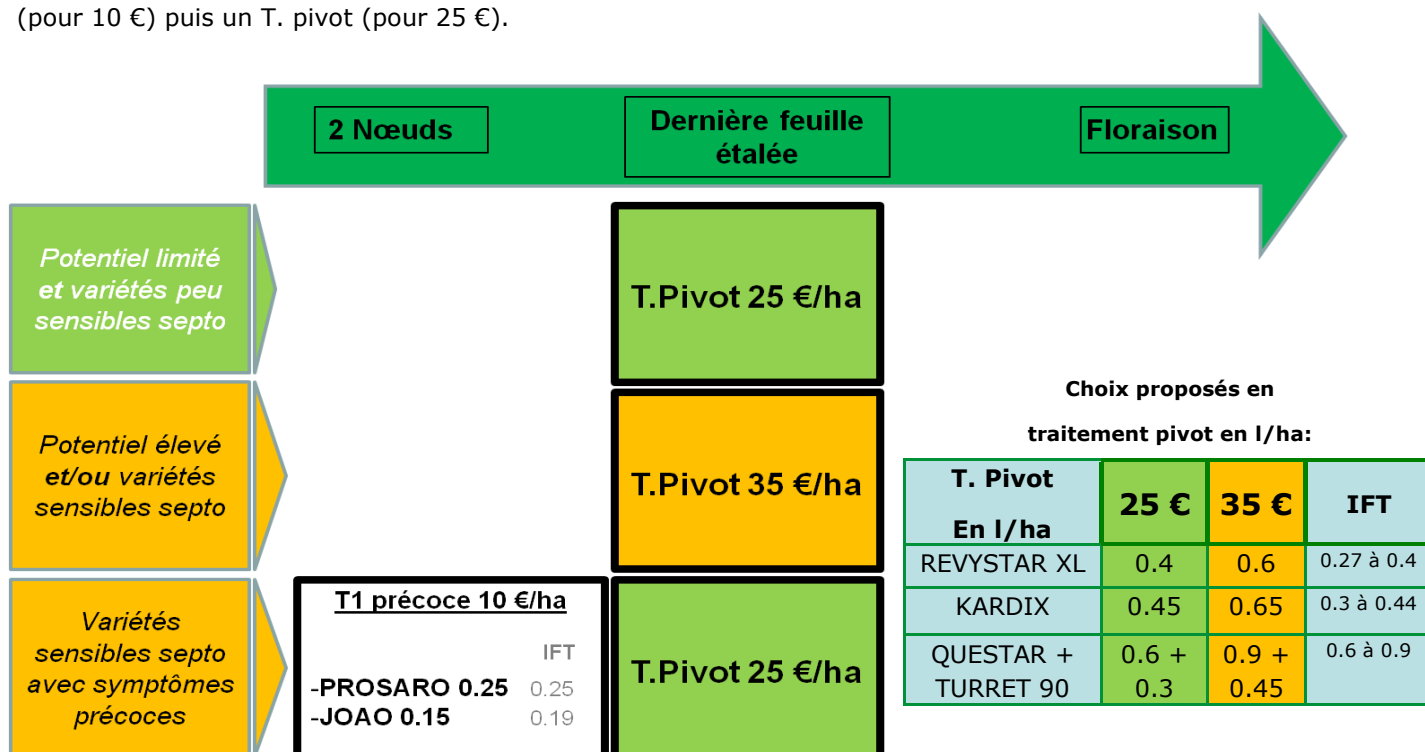 (pour 10 €) puis un T. pivot (pour 25 €).
2 Nœuds
Dernière feuille
étalée
Floraison
Potentiel limité
et variétés peu
sensibles septo
T.Pivot 25 €/ha
Potentiel élevé
et/ou variétés
sensibles septo
T.Pivot 35 €/ha
Variétés
sensibles septo
avec symptômes
précoces
T1 précoce 10 €/ha
IFT
-PROSARO 0.25 0.25
-JOAO 0.15 0.19
T.Pivot 25 €/ha
Choix proposés en
traitement pivot en l/ha:
T. Pivot
En l/ha
25 € 35 € IFT
REVYSTAR XL 0.4 0.6 0.27 à 0.4
KARDIX 0.45 0.65 0.3 à 0.44
QUESTAR + 0.6 + 0.9 + 0.6 à 0.9
TURRET 90 0.3 0.45